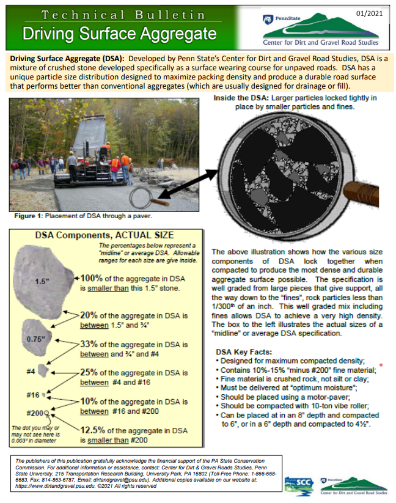 Technical Bulletin
Driving Surface Aggregate
PennState
Center for Dirt and Gravel Road Studies
01/2021
Driving Surface Aggregate (DSA): Developed by Penn State's Center for Dirt and Gravel Road Studies, DSA is a
mixture of crushed stone developed specifically as a surface wearing course for unpaved roads. DSA has a
unique particle size distribution designed to maximize packing density and produce a durable road surface
that performs better than conventional aggregates (which are usually designed for drainage or fill).
Inside the DSA: Larger particles locked tightly in
place by smaller particles and fines.
Figure 1: Placement of DSA through a paver.
DSA Components, ACTUAL SIZE
The percentages below represent a
"midline" or average DSA. Allowable
ranges for each size are give inside.
1.5"
100% of the aggregate in DSA
is smaller than this 1.5" stone.
20% of the aggregate in DSA is
between 1.5" and ¾"
0.75"
33% of the aggregate in DSA is
between ¾" and #4
#4
25% of the aggregate in DSA is
between #4 and #16
#16
10% of the aggregate in DSA is
between #16 and #200
#200
12.5% of the aggregate in DSA
is smaller than #200
The dot you may or
may not see here is
0.003" in diameter
The above illustration shows how the various size
components of DSA lock together when
compacted to produce the most dense and durable
aggregate surface possible. The specification is
well graded from large pieces that give support, all
the way down to the "fines", rock particles less than
1/300th of an inch. This well graded mix including
fines allows DSA to achieve a very high density.
The box to the left illustrates the actual sizes of a
"midline" or average DSA specification.
DSA Key Facts:
• Designed for maximum compacted density;
• Contains 10%-15% "minus #200" fine material;
• Fine material is crushed rock, not silt or clay;
• Must be delivered at "optimum moisture";
• Should be placed using a motor-paver;
• Should be compacted with 10-ton vibe roller;
• Can be placed at in an 8" depth and compacted
to 6", or in a 6" depth and compacted to 4½".
The publishers of this publication gratefully acknowledge the financial support of the PA State Conservation
Commission. For additional information or assistance, contact: Center for Dirt & Gravel Roads Studies, Penn
State University, 216 Transportation Research Building, University Park, PA 16802 (Toll-Free Phone: 1-866-668-
6683, Fax: 814-863-6787, Email: dirtandgravel@psu.edu). Additional copies available on our website at:
https://www.dirtandgravel.psu.edu. ©2021 All rights reserved
SCC
PennState
Center for Dirt and Gravel Road Studies